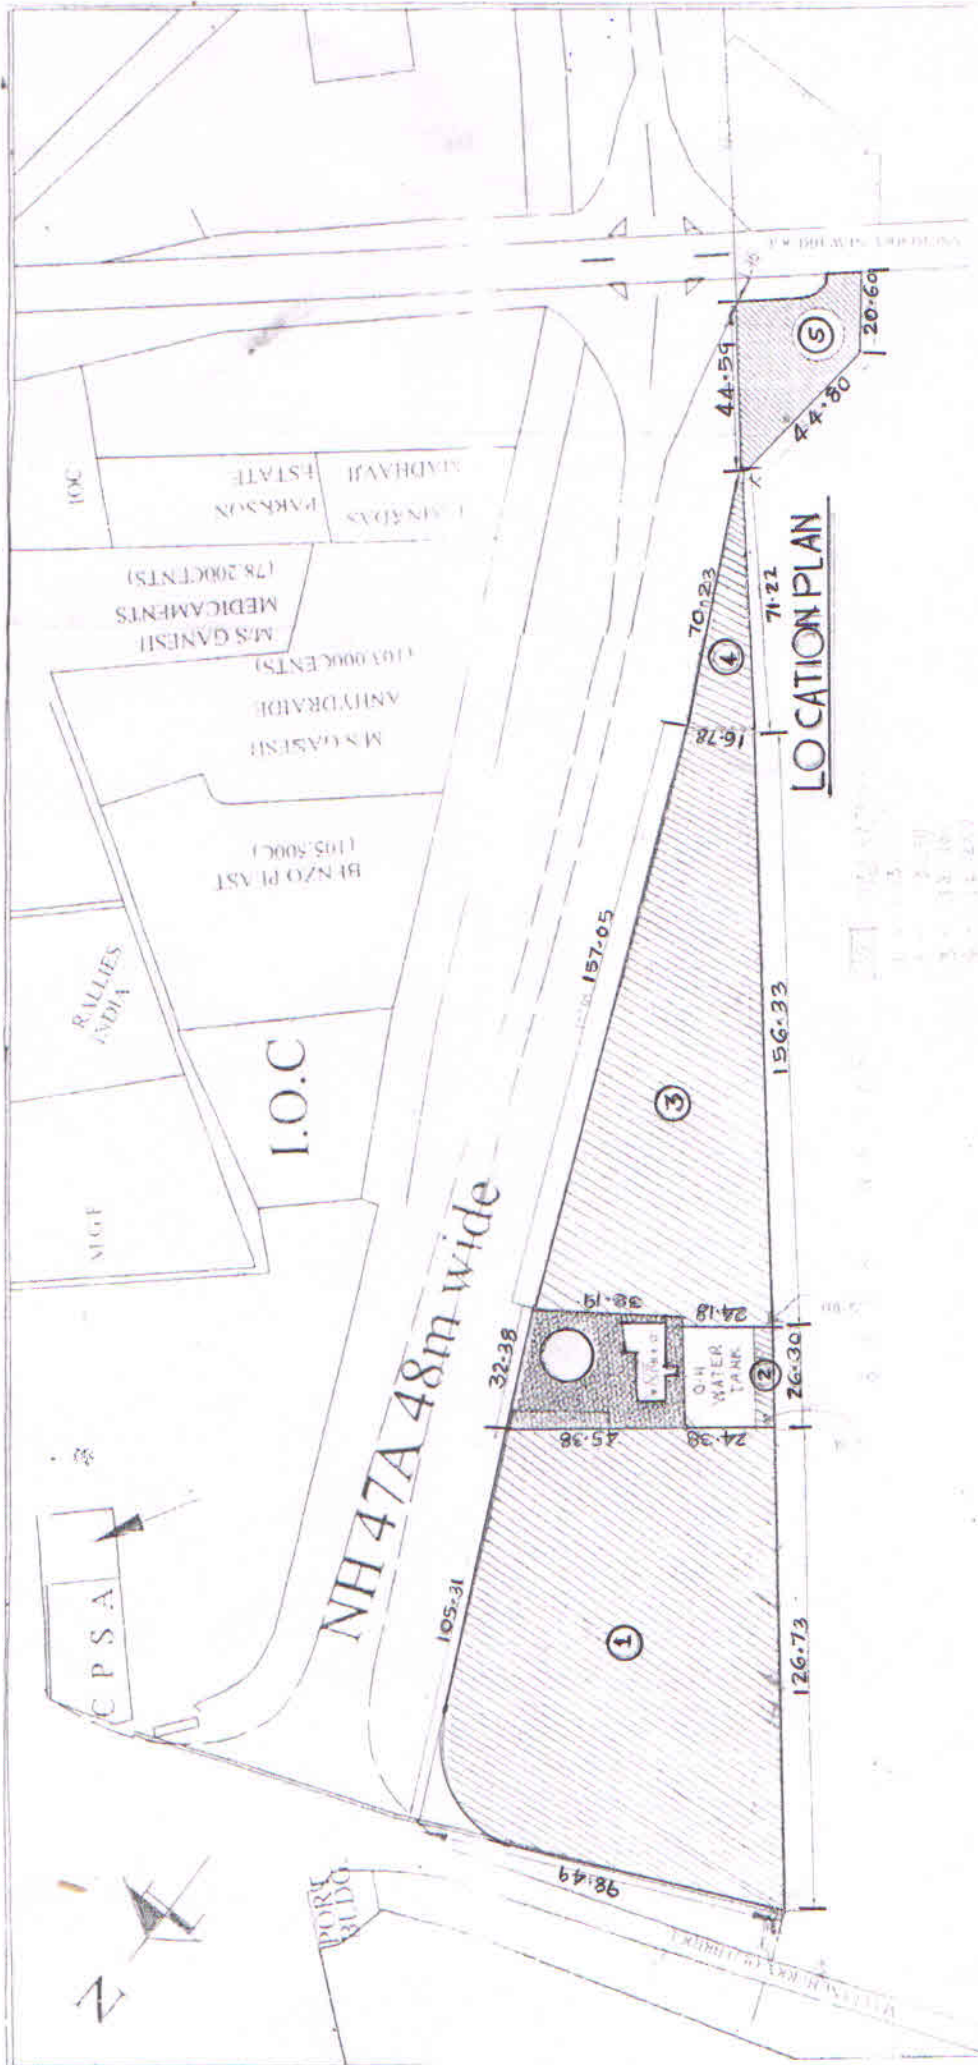 IOC
PARKSON
ESTATE
MADHAVJI
M/S GANESH
MEDICAMENTS
(78.200CENTS)
ANHYDRAIDE
(103.000CENTS)
BENZO PLAST
(105.500C)
RALLIES
INDIA
I.O.C
MGF
C P S A
NH 47A 48m wide
PORT
BLDG
N
LOCATION PLAN
44.59
20.60
44.80
5
70.23
71.22
4
16.78
157.05
156.33
3
32.38
38.19
24.18
O.H
WATER
TANK
2
26.30
45.38
24.38
105.31
1
126.73
98.49